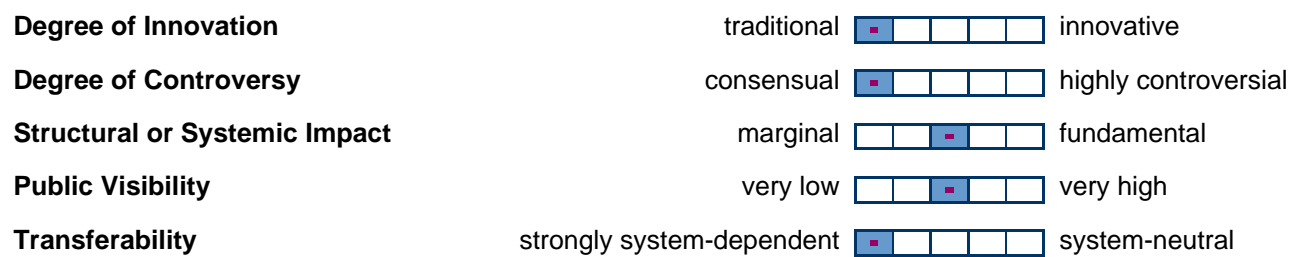 Degree of Innovation traditional innovative
Degree of Controversy consensual highly controversial
Structural or Systemic Impact marginal fundamental
Public Visibility very low very high
Transferability strongly system-dependent system-neutral